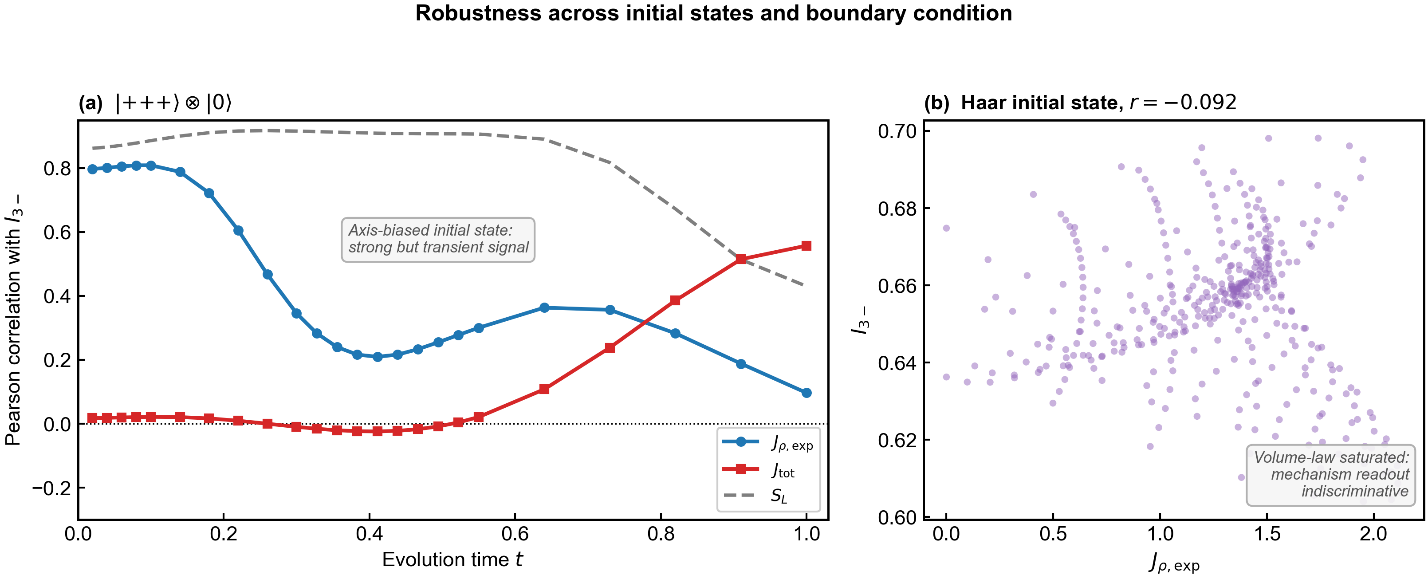 Robustness across initial states and boundary condition
(a) |+++⟩ ⊗ |0⟩
Pearson correlation with I₃₋
0.8
0.6
0.4
0.2
0.0
−0.2
Axis-biased initial state:
strong but transient signal
Jρ, exp
Jtot
S_L
0.0 0.2 0.4 0.6 0.8 1.0
Evolution time t
(b) Haar initial state, r = −0.092
I₃₋
0.70
0.68
0.66
0.64
0.62
0.60
Volume-law saturated:
mechanism readout
indiscriminative
0.0 0.5 1.0 1.5 2.0
Jρ, exp